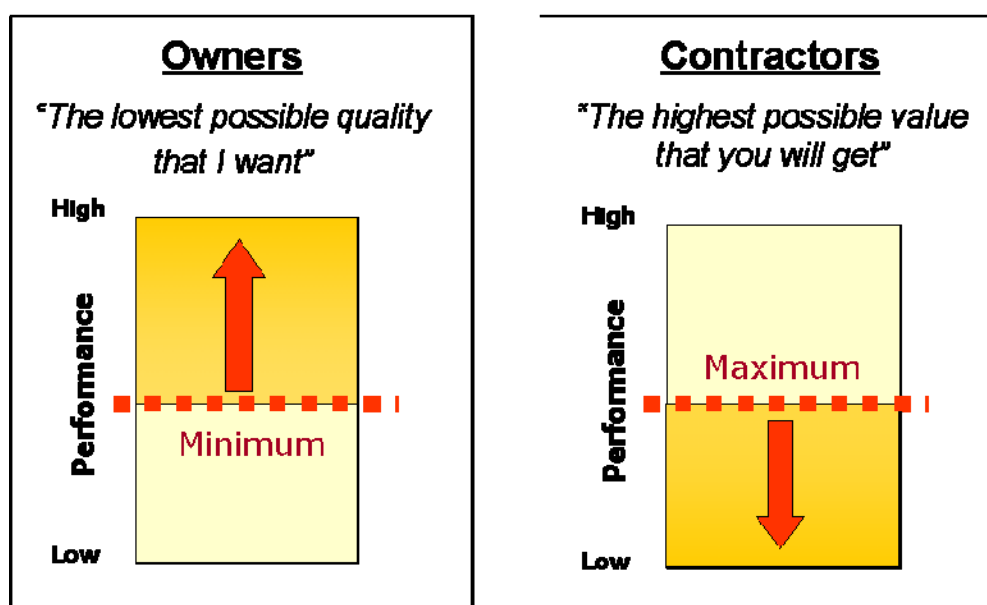 Owners
"The lowest possible quality
that I want"
High
Performance
Minimum
Low
Contractors
"The highest possible value
that you will get"
High
Performance
Maximum
Low